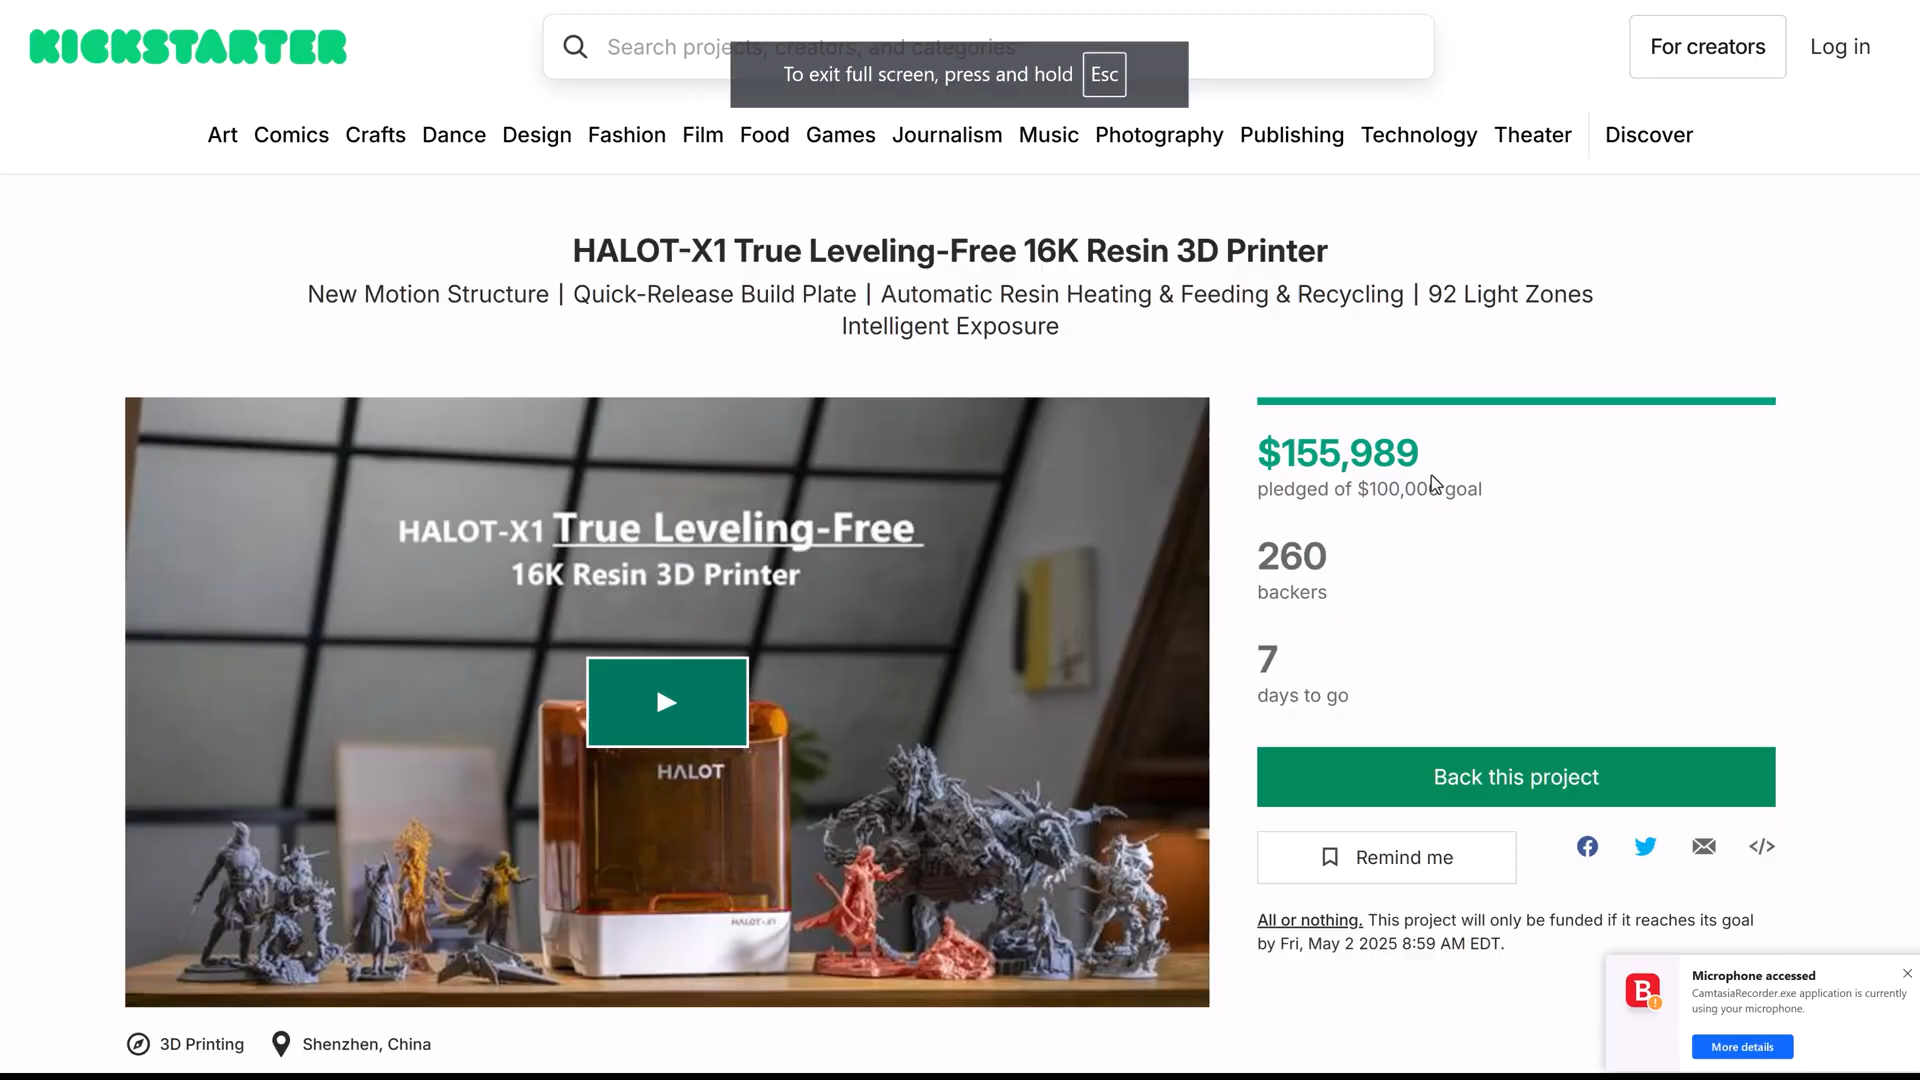 KICKSTARTER
Search projects, creators, and categories
To exit full screen, press and hold Esc
For creators
Log in
Art Comics Crafts Dance Design Fashion Film Food Games Journalism Music Photography Publishing Technology Theater Discover
HALOT-X1 True Leveling-Free 16K Resin 3D Printer
New Motion Structure | Quick-Release Build Plate | Automatic Resin Heating & Feeding & Recycling | 92 Light Zones
Intelligent Exposure
HALOT-X1 True Leveling-Free
16K Resin 3D Printer
HALOT
HALOT-X1
$155,989
pledged of $100,000 goal
260
backers
7
days to go
Back this project
Remind me
All or nothing. This project will only be funded if it reaches its goal
by Fri, May 2 2025 8:59 AM EDT.
3D Printing
Shenzhen, China
B
Microphone accessed
CamtasiaRecorder.exe application is currently
using your microphone.
More details